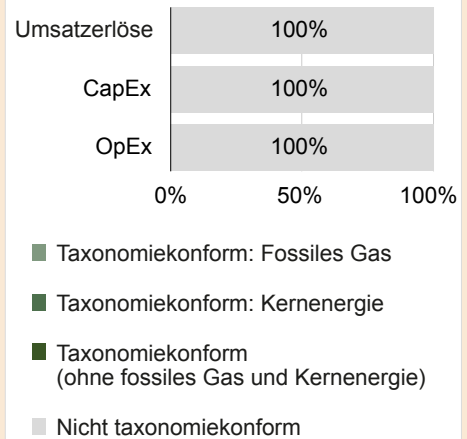 Umsatzerlöse 100%
CapEx 100%
OpEx 100%
0% 50% 100%
Taxonomiekonform: Fossiles Gas
Taxonomiekonform: Kernenergie
Taxonomiekonform
(ohne fossiles Gas und Kernenergie)
Nicht taxonomiekonform